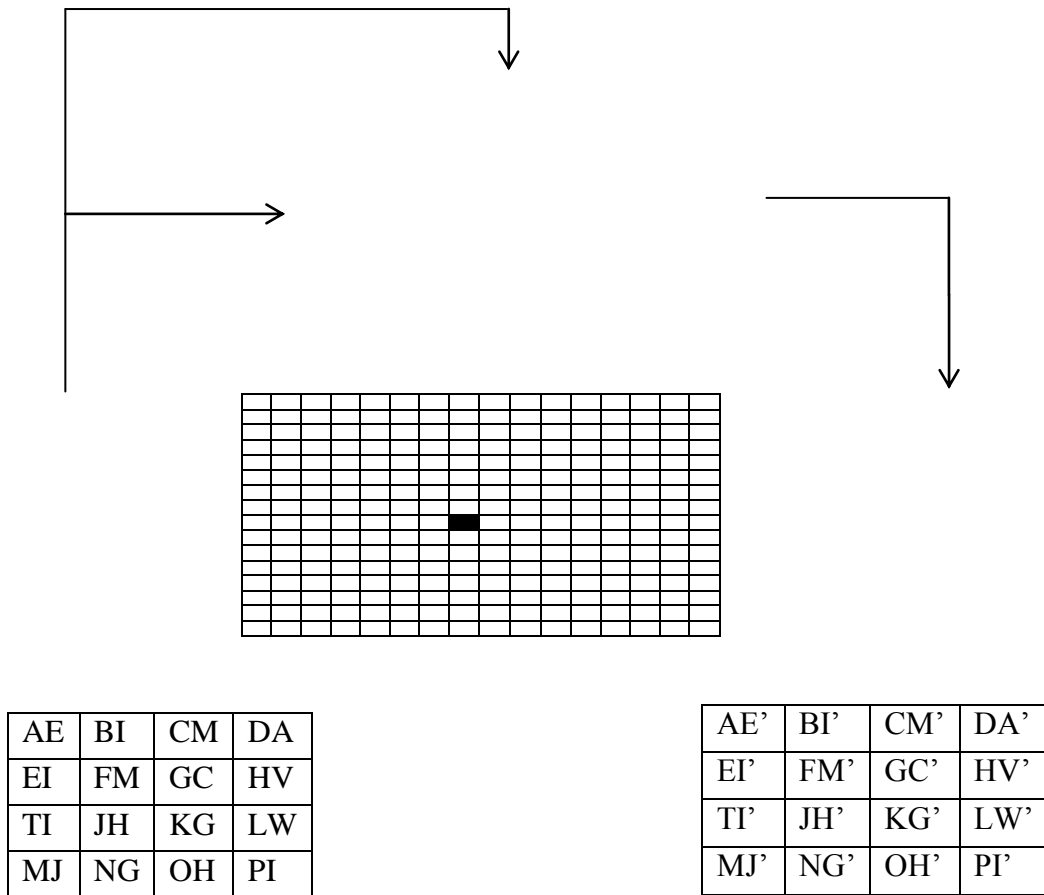 AE BI CM DA
EI FM GC HV
TI JH KG LW
MJ NG OH PI
AE’ BI’ CM’ DA’
EI’ FM’ GC’ HV’
TI’ JH’ KG’ LW’
MJ’ NG’ OH’ PI’